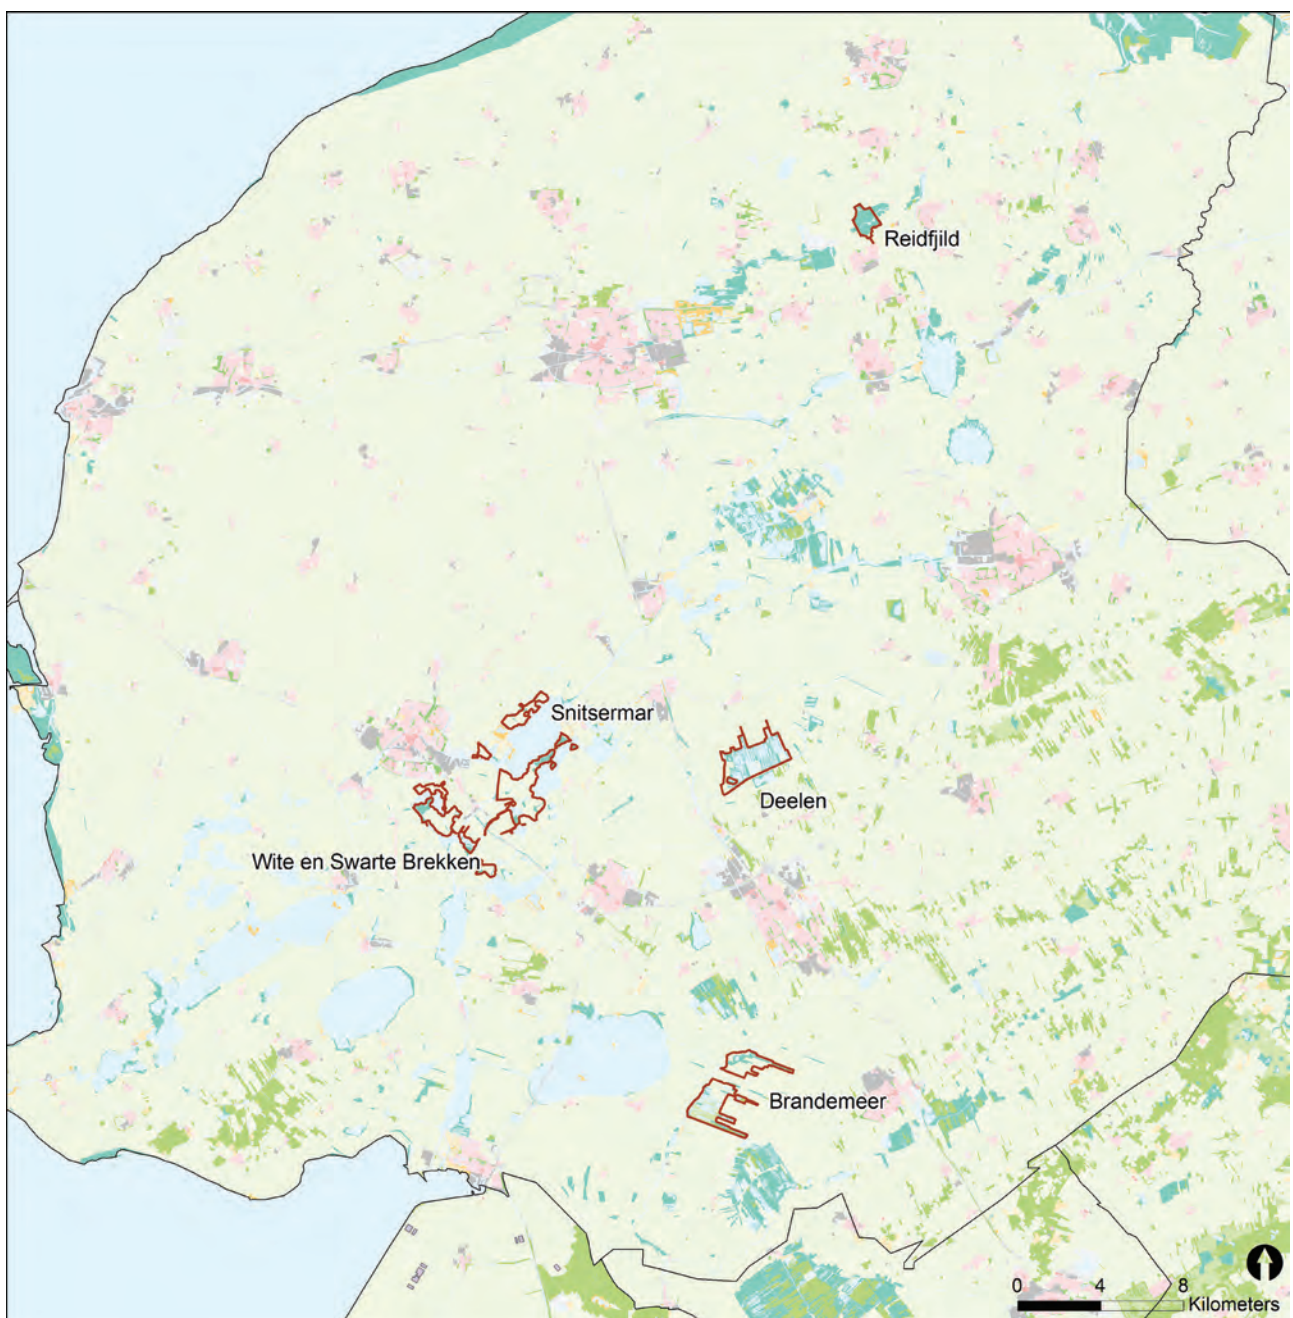 Reidfjild
Snitsermar
Deelen
Wite en Swarte Brekken
Brandemeer
0 4 8
Kilometers